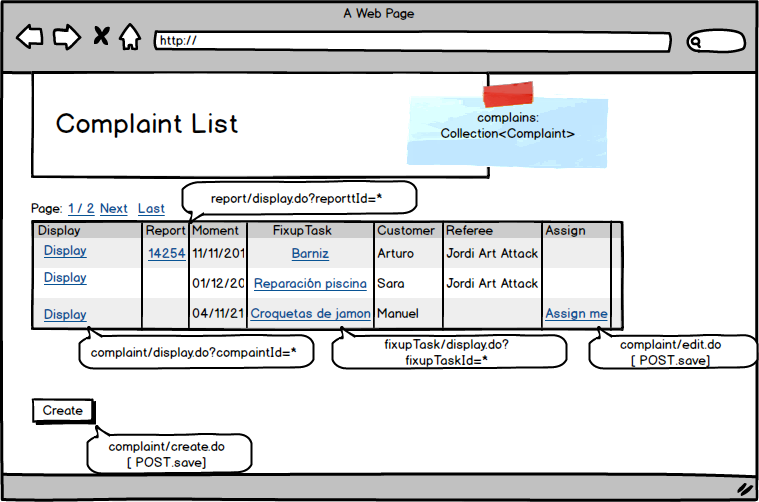 A Web Page
http://
complains:
Collection<Complaint>
Complaint List
report/display.do?reporttId=*
Page: 1 / 2 Next Last
Display Report Moment FixupTask Customer Referee Assign
Display 14254 11/11/201 Barniz Arturo Jordi Art Attack
Display 01/12/20 Reparación piscina Sara Jordi Art Attack
Display 04/11/21 Croquetas de jamon Manuel Assign me
complaint/display.do?compaintId=*
fixupTask/display.do?
fixupTaskId=*
complaint/edit.do
[ POST.save]
Create
complaint/create.do
[ POST.save]